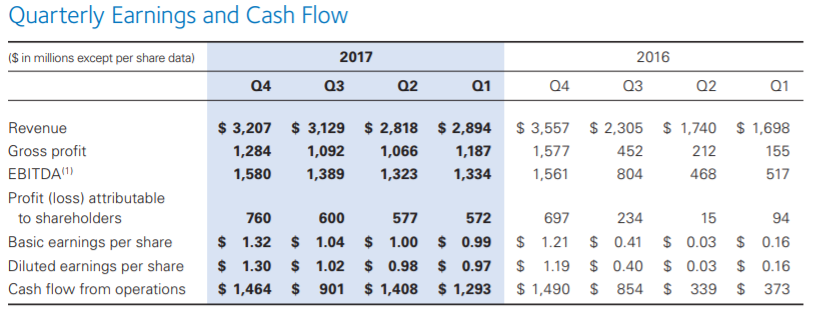 Quarterly Earnings and Cash Flow
($ in millions except per share data) 2017 2016
Q4 Q3 Q2 Q1 Q4 Q3 Q2 Q1
Revenue $ 3,207 $ 3,129 $ 2,818 $ 2,894 $ 3,557 $ 2,305 $ 1,740 $ 1,698
Gross profit 1,284 1,092 1,066 1,187 1,577 452 212 155
EBITDA(1) 1,580 1,389 1,323 1,334 1,561 804 468 517
Profit (loss) attributable
to shareholders 760 600 577 572 697 234 15 94
Basic earnings per share $ 1.32 $ 1.04 $ 1.00 $ 0.99 $ 1.21 $ 0.41 $ 0.03 $ 0.16
Diluted earnings per share $ 1.30 $ 1.02 $ 0.98 $ 0.97 $ 1.19 $ 0.40 $ 0.03 $ 0.16
Cash flow from operations $ 1,464 $ 901 $ 1,408 $ 1,293 $ 1,490 $ 854 $ 339 $ 373